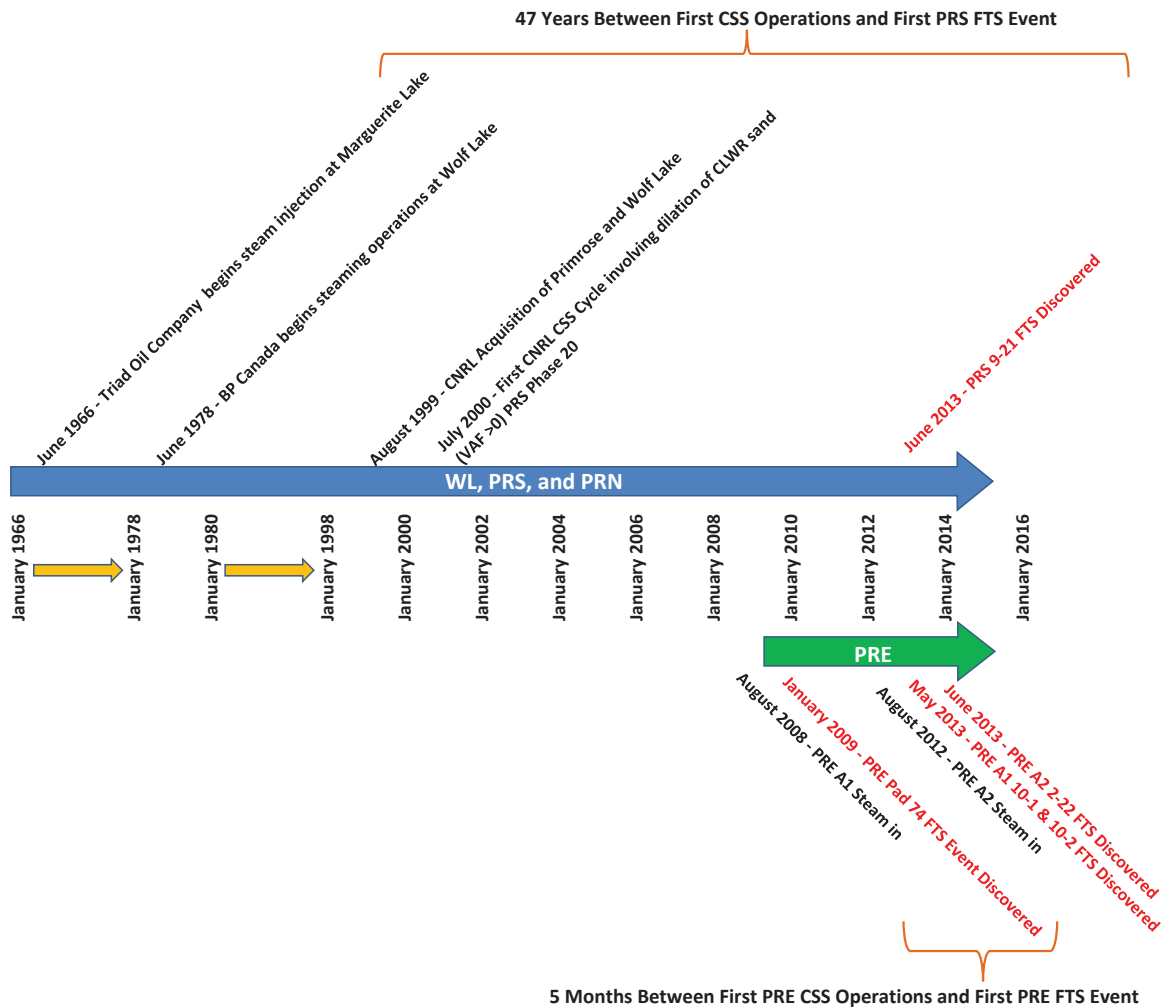 47 Years Between First CSS Operations and First PRS FTS Event
June 1966 - Triad Oil Company begins steam injection at Marguerite Lake
June 1978 - BP Canada begins steaming operations at Wolf Lake
August 1999 - CNRL Acquisition of Primrose and Wolf Lake
July 2000 - First CNRL CSS Cycle involving dilation of CLWR sand
(VAF >0) PRS Phase 20
June 2013 - PRS 9-21 FTS Discovered
WL, PRS, and PRN
January 1966
January 1978
January 1980
January 1998
January 2000
January 2002
January 2004
January 2006
January 2008
January 2010
January 2012
January 2014
January 2016
PRE
August 2008 - PRE A1 Steam in
January 2009 - PRE Pad 74 FTS Event Discovered
August 2012 - PRE A2 Steam in
May 2013 - PRE A1 10-1 & 10-2 FTS Discovered
June 2013 - PRE A2 2-22 FTS Discovered
5 Months Between First PRE CSS Operations and First PRE FTS Event